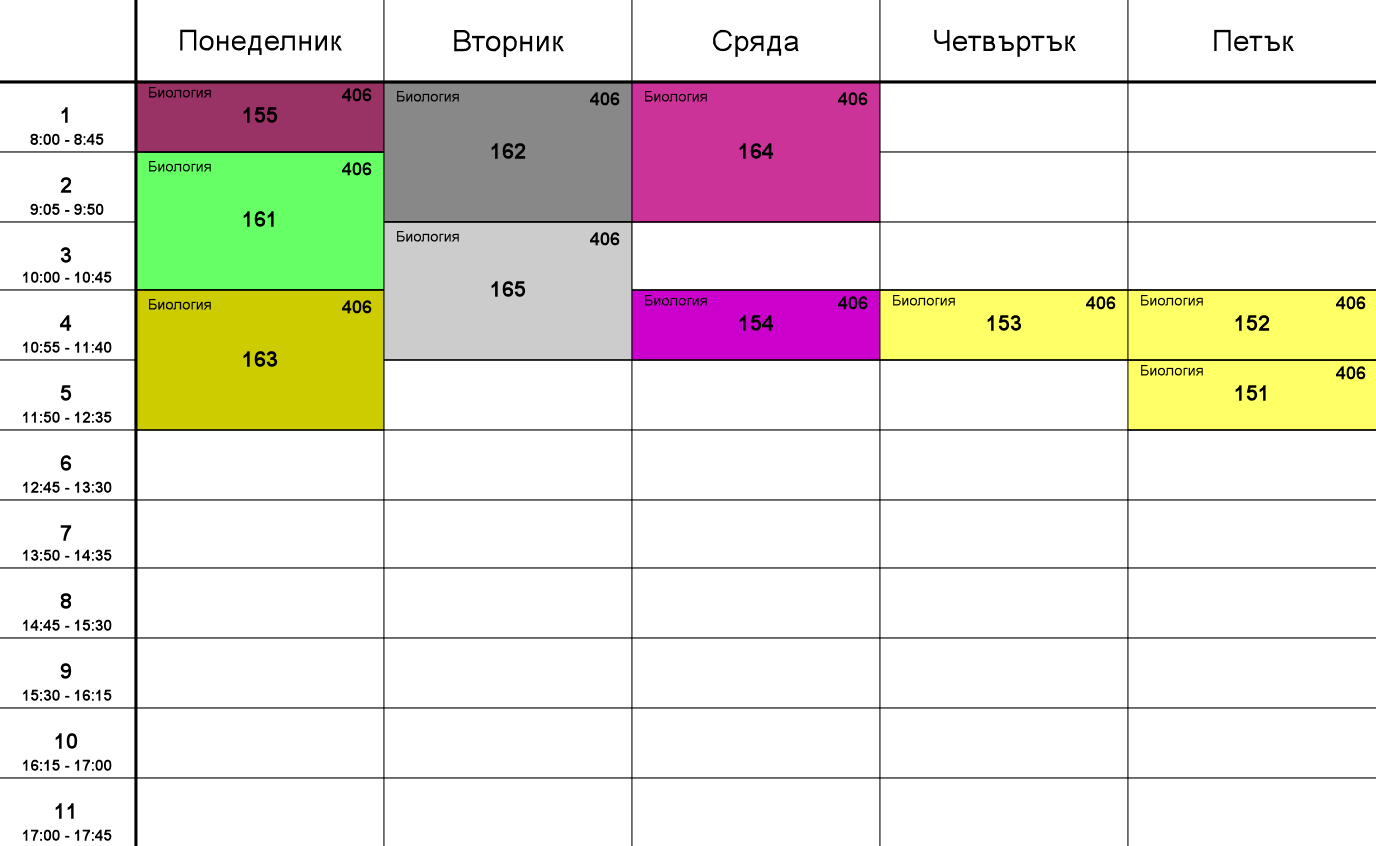 Понеделник Вторник Сряда Четвъртък Петък
1
8:00 - 8:45
Биология 406
155
Биология 406
162
Биология 406
164
2
9:05 - 9:50
Биология 406
161
3
10:00 - 10:45
Биология 406
165
4
10:55 - 11:40
Биология 406
163
Биология 406
154
Биология 406
153
Биология 406
152
5
11:50 - 12:35
Биология 406
151
6
12:45 - 13:30
7
13:50 - 14:35
8
14:45 - 15:30
9
15:30 - 16:15
10
16:15 - 17:00
11
17:00 - 17:45